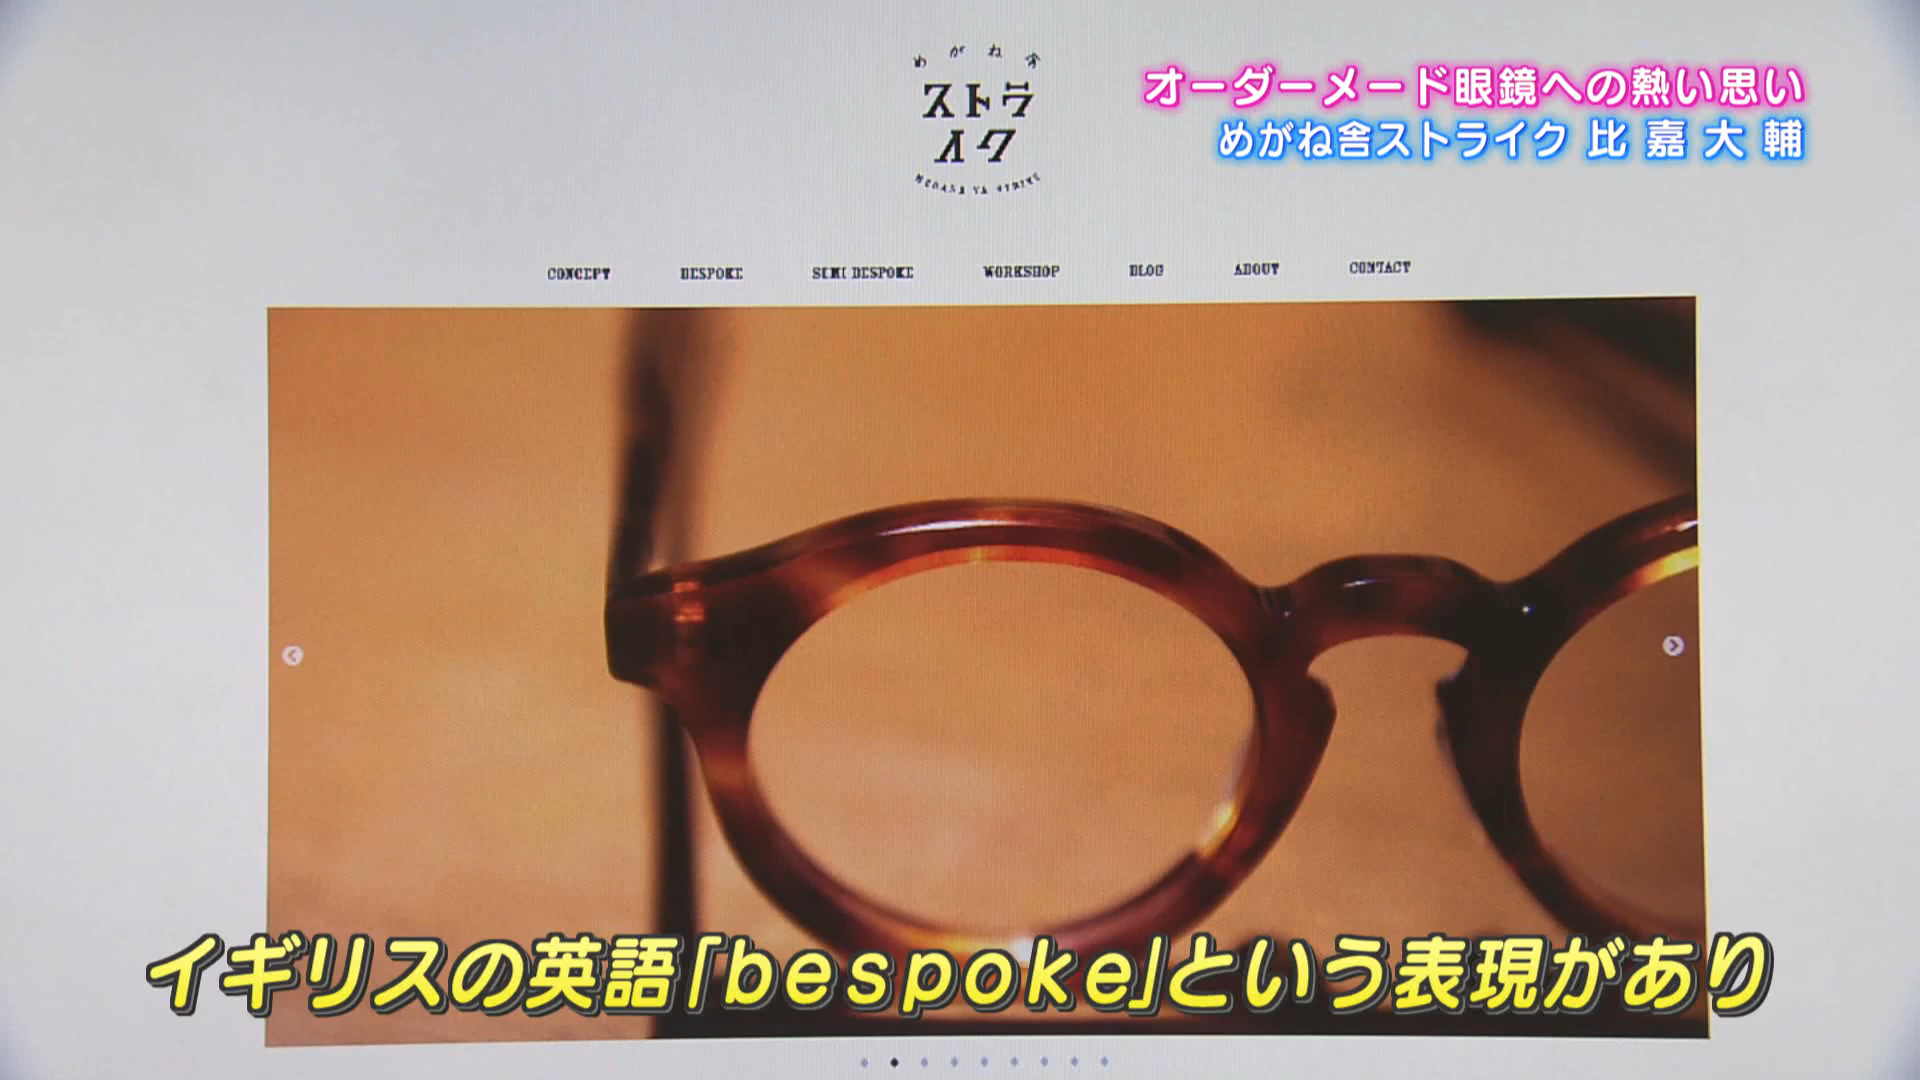 めがね舎
ストラ
イク
MEGANE YA STRIKE
オーダーメード眼鏡への熱い思い
めがね舎ストライク 比嘉大輔
CONCEPT BESPOKE SEMI BESPOKE WORKSHOP BLOG ABOUT CONTACT
イギリスの英語「bespoke」という表現があり